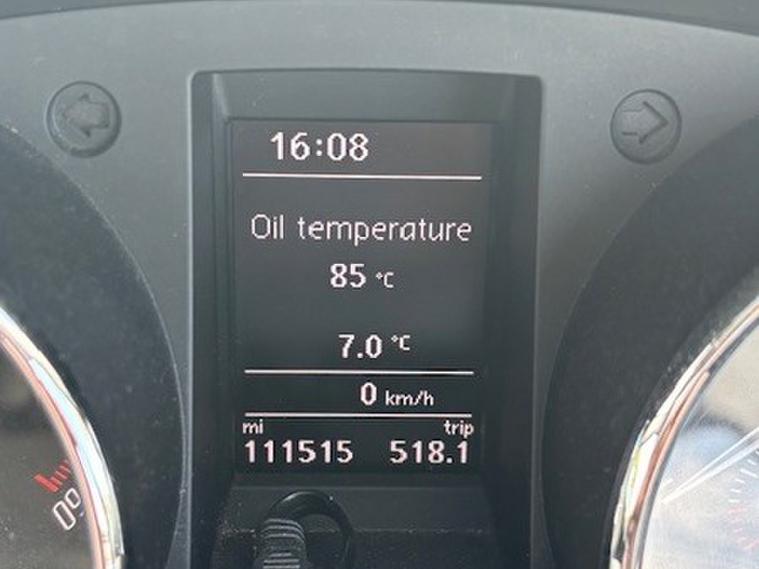 16:08
Oil temperature
85 °C
7.0 °C
0 km/h
mi trip
111515 518.1